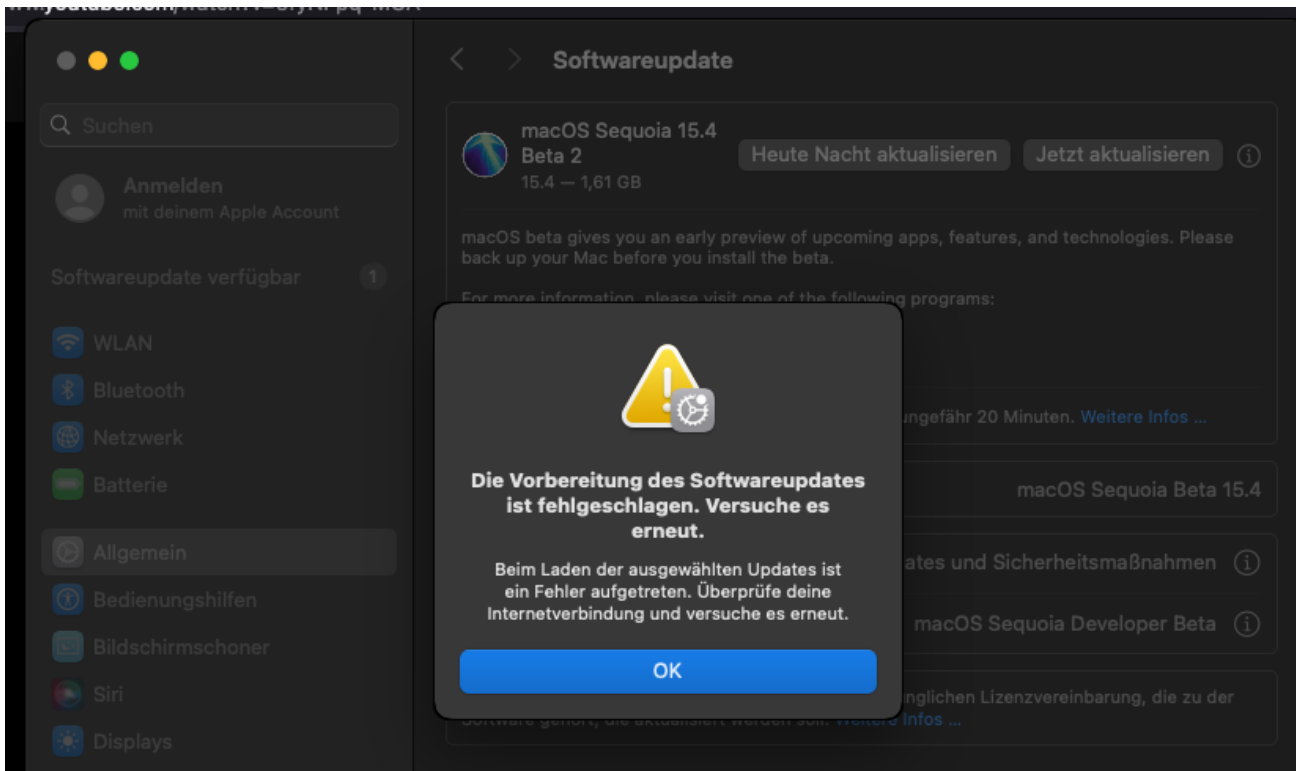 Softwareupdate
Suchen
Anmelden
mit deinem Apple Account
Softwareupdate verfügbar 1
WLAN
Bluetooth
Netzwerk
Batterie
Allgemein
Bedienungshilfen
Bildschirmschoner
Siri
Displays
macOS Sequoia 15.4
Beta 2
15.4 — 1,61 GB
Heute Nacht aktualisieren
Jetzt aktualisieren
macOS beta gives you an early preview of upcoming apps, features, and technologies. Please
back up your Mac before you install the beta.
For more information, please visit one of the following programs:
ungefähr 20 Minuten. Weitere Infos ...
macOS Sequoia Beta 15.4
ates und Sicherheitsmaßnahmen
macOS Sequoia Developer Beta
nglichen Lizenzvereinbarung, die zu der
Software gehört, die aktualisiert werden soll. Weitere Infos ...
Die Vorbereitung des Softwareupdates
ist fehlgeschlagen. Versuche es
erneut.
Beim Laden der ausgewählten Updates ist
ein Fehler aufgetreten. Überprüfe deine
Internetverbindung und versuche es erneut.
OK